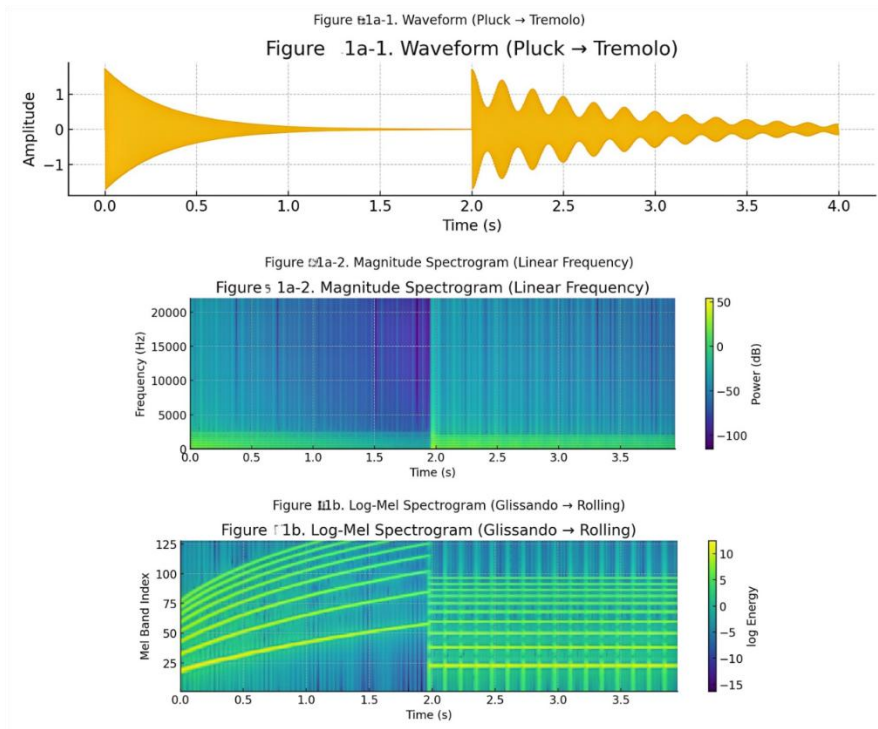 Figure 1a-1. Waveform (Pluck → Tremolo)
Figure 1a-1. Waveform (Pluck → Tremolo)
Amplitude
1
0
−1
0.0 0.5 1.0 1.5 2.0 2.5 3.0 3.5 4.0
Time (s)
Figure 1a-2. Magnitude Spectrogram (Linear Frequency)
Figure 1a-2. Magnitude Spectrogram (Linear Frequency)
Frequency (Hz)
20000
15000
10000
5000
0
0.0 0.5 1.0 1.5 2.0 2.5 3.0 3.5
Time (s)
50
0
−50
−100
Power (dB)
Figure 1b. Log-Mel Spectrogram (Glissando → Rolling)
Figure 1b. Log-Mel Spectrogram (Glissando → Rolling)
Mel Band Index
125
100
75
50
25
0.0 0.5 1.0 1.5 2.0 2.5 3.0 3.5
Time (s)
10
5
0
−5
−10
−15
log Energy